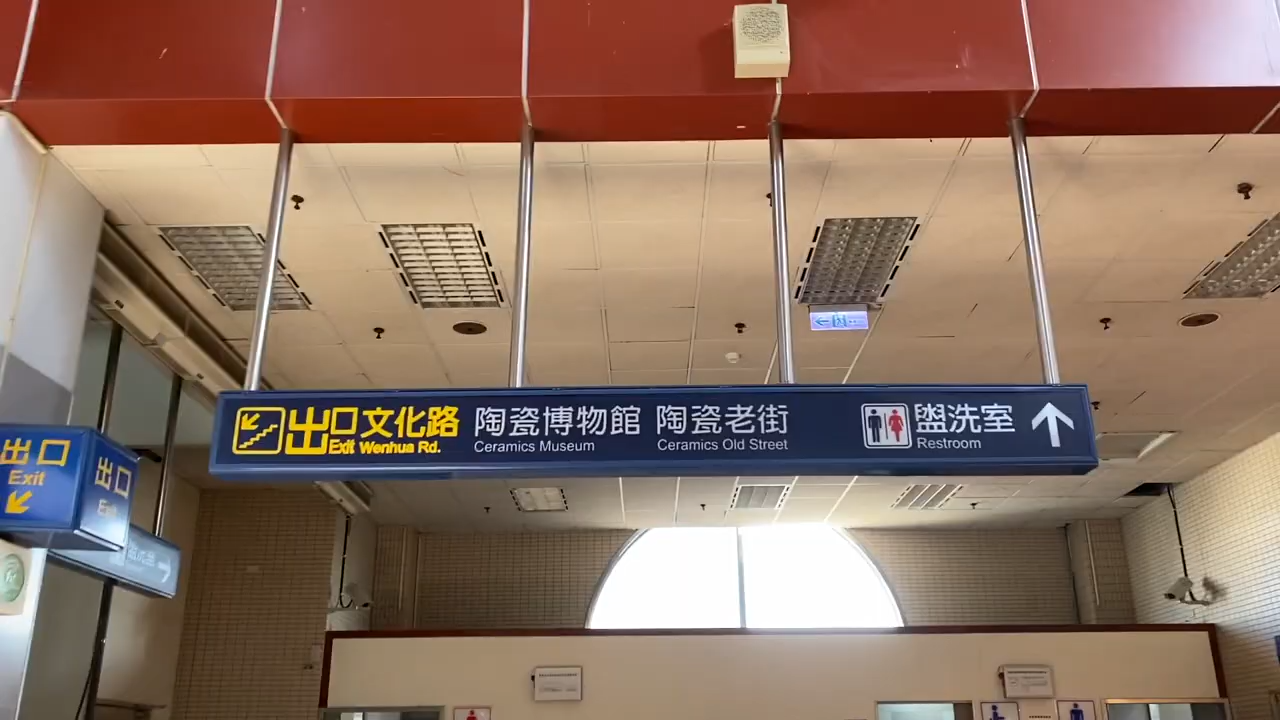 出口文化路
Exit Wenhua Rd.
陶瓷博物館
Ceramics Museum
陶瓷老街
Ceramics Old Street
盥洗室
Restroom
出口
Exit
出口